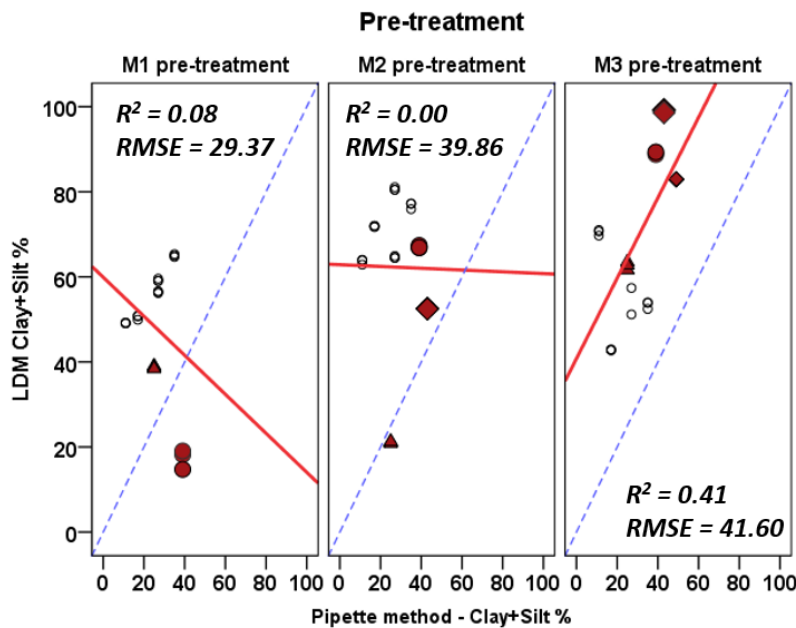 Pre-treatment
M1 pre-treatment M2 pre-treatment M3 pre-treatment
R² = 0.08
RMSE = 29.37
R² = 0.00
RMSE = 39.86
R² = 0.41
RMSE = 41.60
LDM Clay+Silt %
100
80
60
40
20
0
0 20 40 60 80 100 0 20 40 60 80 100 0 20 40 60 80 100
Pipette method - Clay+Silt %